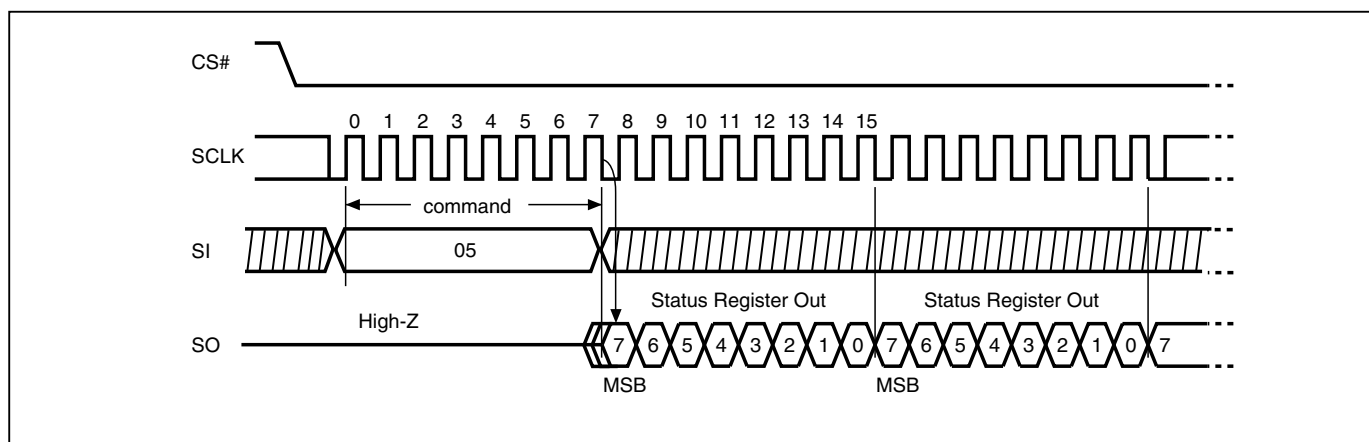 CS#
0 1 2 3 4 5 6 7 8 9 10 11 12 13 14 15
SCLK
command
SI
05
Status Register Out Status Register Out
High-Z
SO
7 6 5 4 3 2 1 0 7 6 5 4 3 2 1 0 7
MSB MSB